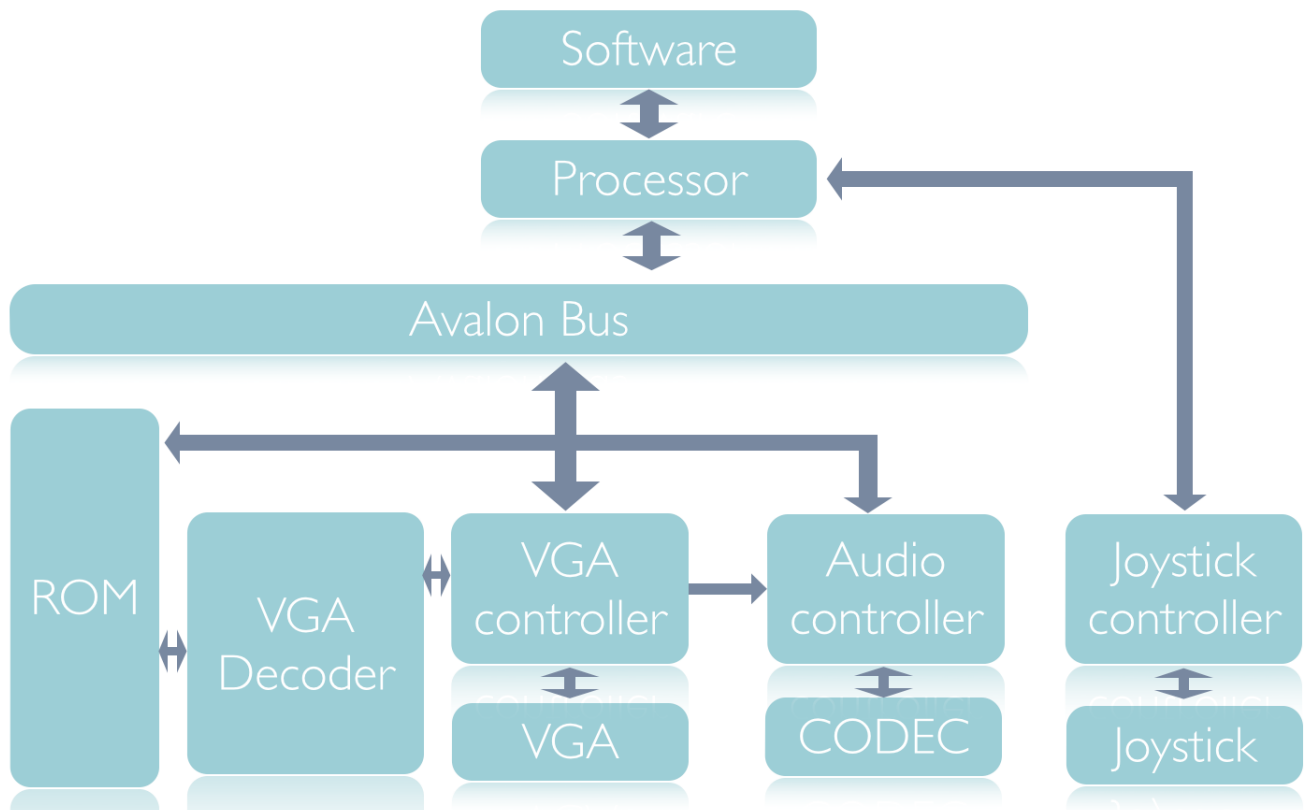 Software
Processor
Avalon Bus
ROM
VGA
Decoder
VGA
controller
Audio
controller
Joystick
controller
VGA
CODEC
Joystick